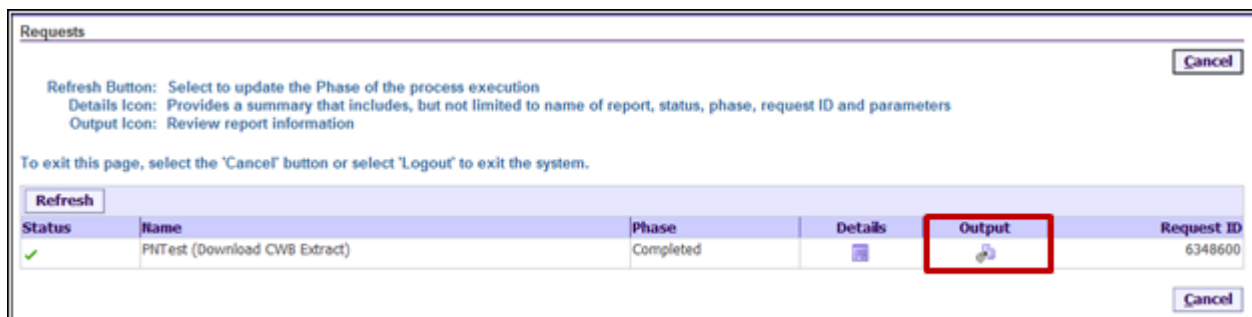 Requests
Cancel
Refresh Button: Select to update the Phase of the process execution
Details Icon: Provides a summary that includes, but not limited to name of report, status, phase, request ID and parameters
Output Icon: Review report information
To exit this page, select the 'Cancel' button or select 'Logout' to exit the system.
Refresh
Status Name Phase Details Output Request ID
PNTest (Download CWB Extract) Completed 6348600
Cancel